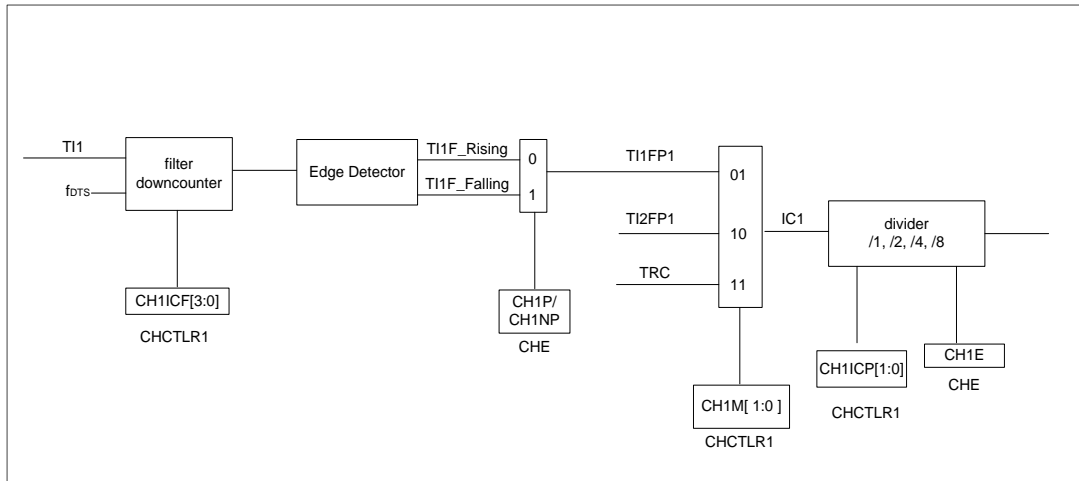 TI1
fDTS
filter
downcounter
CH1ICF[3:0]
CHCTLR1
Edge Detector
TI1F_Rising
TI1F_Falling
0
1
CH1P/
CH1NP
CHE
TI1FP1
TI2FP1
TRC
01
10
11
CH1M[ 1:0 ]
CHCTLR1
IC1
divider
/1, /2, /4, /8
CH1ICP[1:0]
CHCTLR1
CH1E
CHE